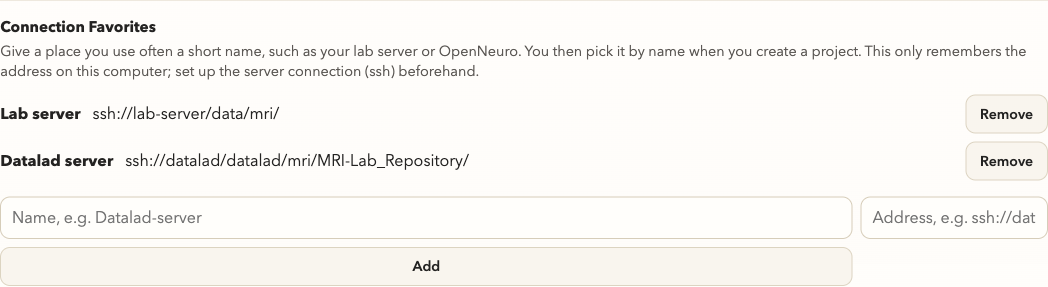 Connection Favorites
Give a place you use often a short name, such as your lab server or OpenNeuro. You then pick it by name when you create a project. This only remembers the
address on this computer; set up the server connection (ssh) beforehand.
Lab server ssh://lab-server/data/mri/ Remove
Datalad server ssh://datalad/datalad/mri/MRI-Lab_Repository/ Remove
Name, e.g. Datalad-server Address, e.g. ssh://dat
Add